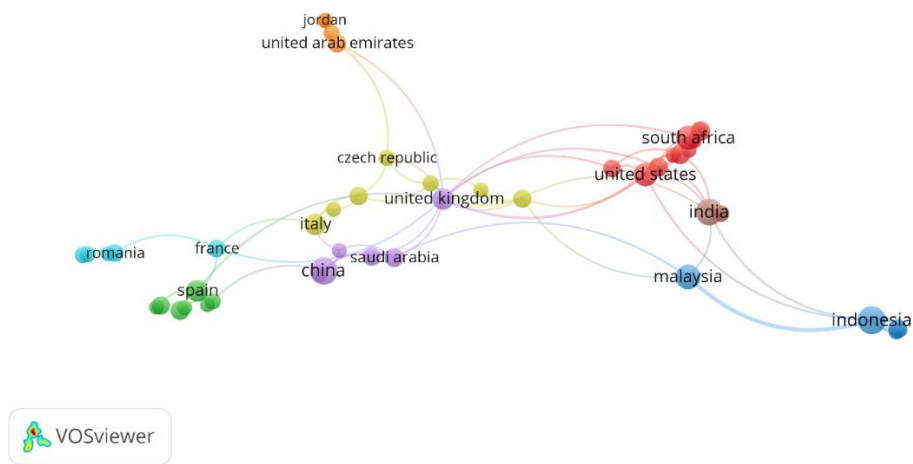 jordan
united arab emirates
south africa
czech republic
united states
united kingdom
india
italy
romania
france
saudi arabia
china
malaysia
spain
indonesia
VOSviewer